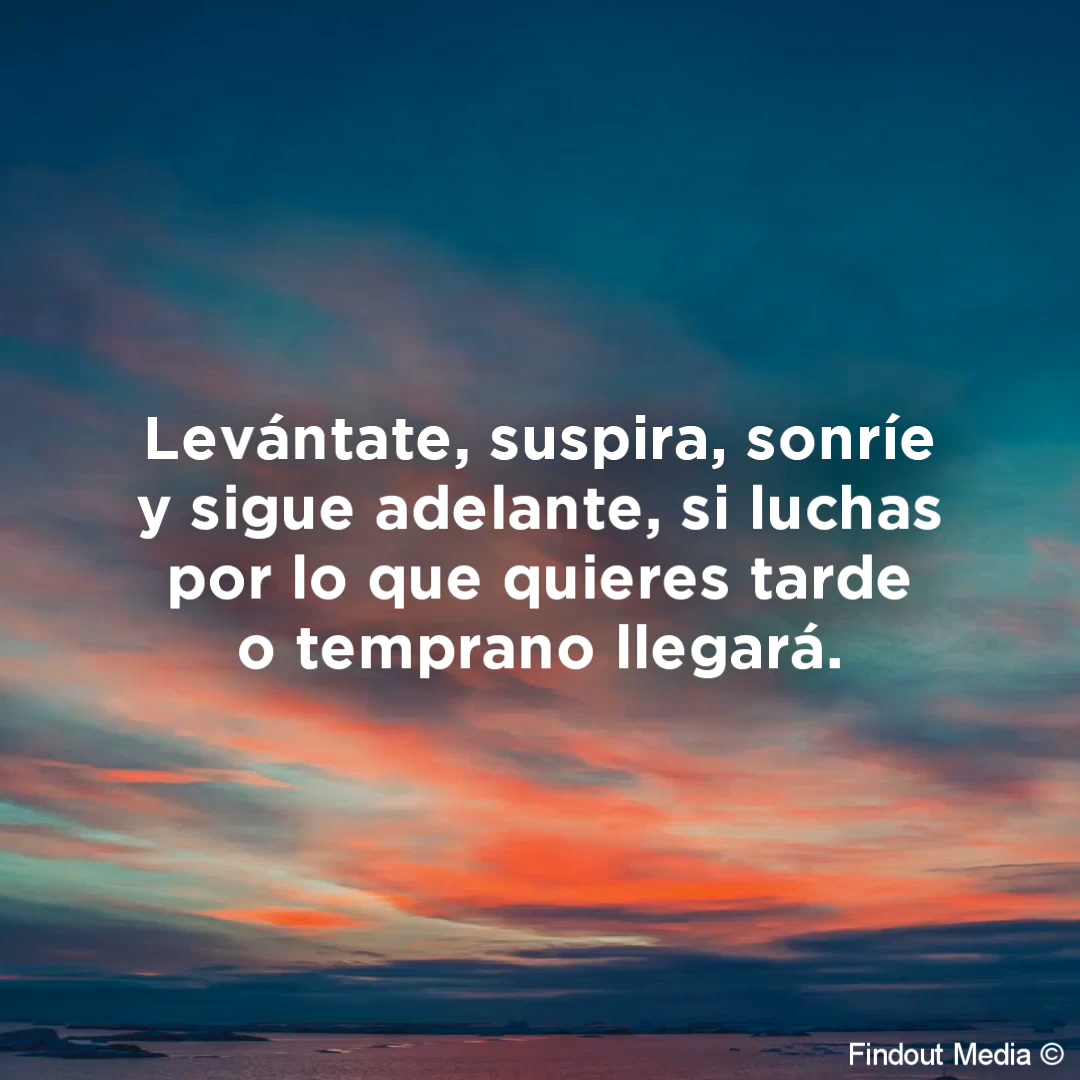 Levántate, suspira, sonríe
y sigue adelante, si luchas
por lo que quieres tarde
o temprano llegará.
Findout Media ©